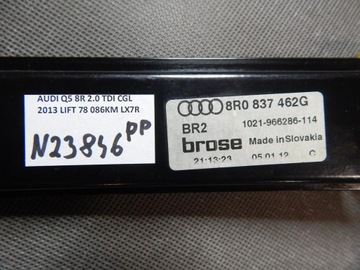 AUDI Q5 8R 2.0 TDI CGL
2013 LIFT 78 086KM LX7R
N23846 PP
8R0 837 462G
BR2 1021-966286-114
brose Made in Slovakia
21:13:23 05.01.12 C